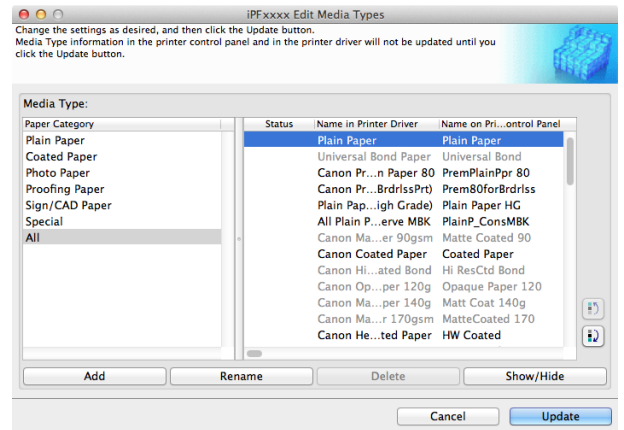 iPFxxxx Edit Media Types
Change the settings as desired, and then click the Update button.
Media Type information in the printer control panel and in the printer driver will not be updated until you
click the Update button.
Media Type:
Paper Category Status Name in Printer Driver Name on Pri...ontrol Panel
Plain Paper Plain Paper Plain Paper
Coated Paper Universal Bond Paper Universal Bond
Photo Paper Canon Pr...n Paper 80 PremPlainPpr 80
Proofing Paper Canon Pr...BrdrlssPrt) Prem80forBrdrlss
Sign/CAD Paper Plain Pap...igh Grade) Plain Paper HG
Special All Plain P...erve MBK PlainP_ConsMBK
All Canon Ma...er 90gsm Matte Coated 90
Canon Coated Paper Coated Paper
Canon Hi...ated Bond Hi ResCtd Bond
Canon Op...per 120g Opaque Paper 120
Canon Ma...per 140g Matt Coat 140g
Canon Ma...r 170gsm MatteCoated 170
Canon He...ted Paper HW Coated
Add Rename Delete Show/Hide
Cancel Update